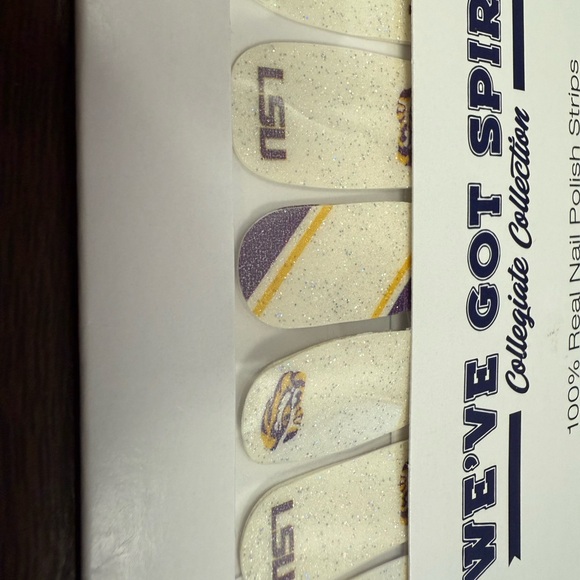 WE'VE GOT SPIR
Collegiate Collection
100% Real Nail Polish Strips
LSU
LSU